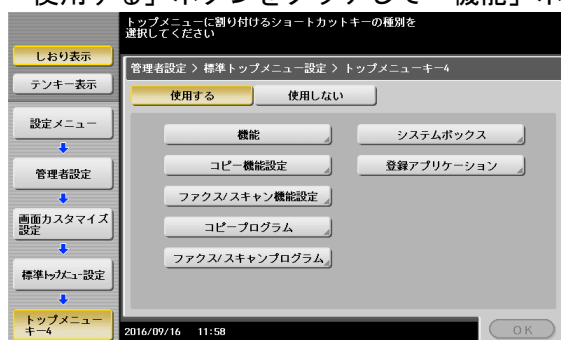 使用する」ボタンをタップして「機能」ボ
トップメニューに割り付けるショートカットキーの種別を
選択してください
しおり表示
管理者設定 > 標準トップメニュー設定 > トップメニューキー4
テンキー表示
使用する
使用しない
設定メニュー
機能
システムボックス
管理者設定
コピー機能設定
登録アプリケーション
ファクス/スキャン機能設定
画面カスタマイズ
設定
コピープログラム
ファクス/スキャンプログラム
標準トップメニュー設定
トップメニュー
キー4
2016/09/16 11:58
OK